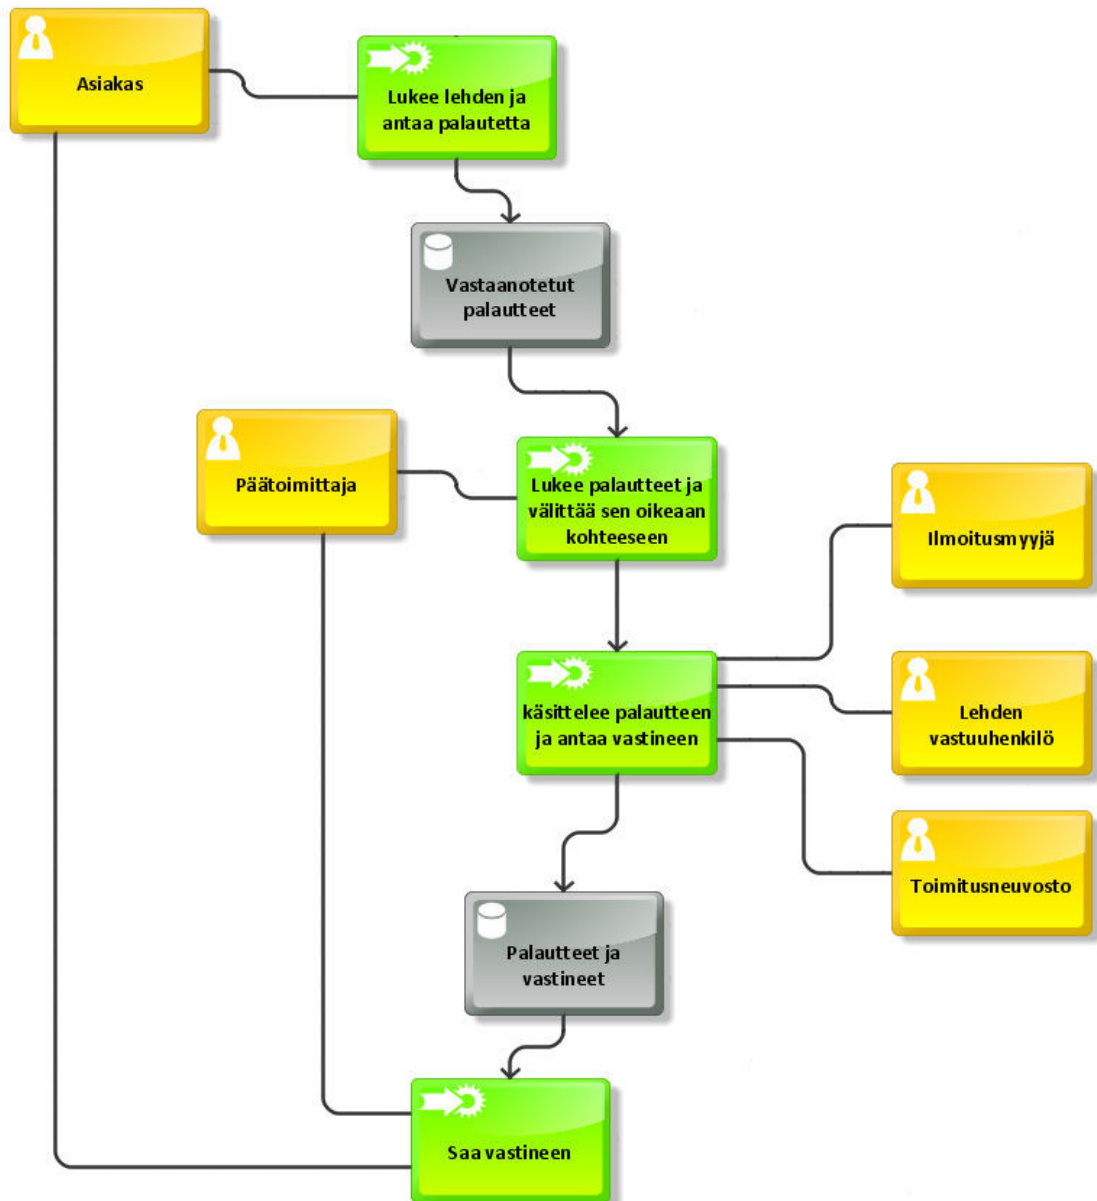 Asiakas
Lukee lehden ja
antaa palautetta
Vastaanotetut
palautteet
Päätoimittaja
Lukee palautteet ja
välittää sen oikeaan
kohteeseen
Ilmoitusmyyjä
käsittelee palautteen
ja antaa vastineen
Lehden
vastuuhenkilö
Toimitusneuvosto
Palautteet ja
vastineet
Saa vastineen